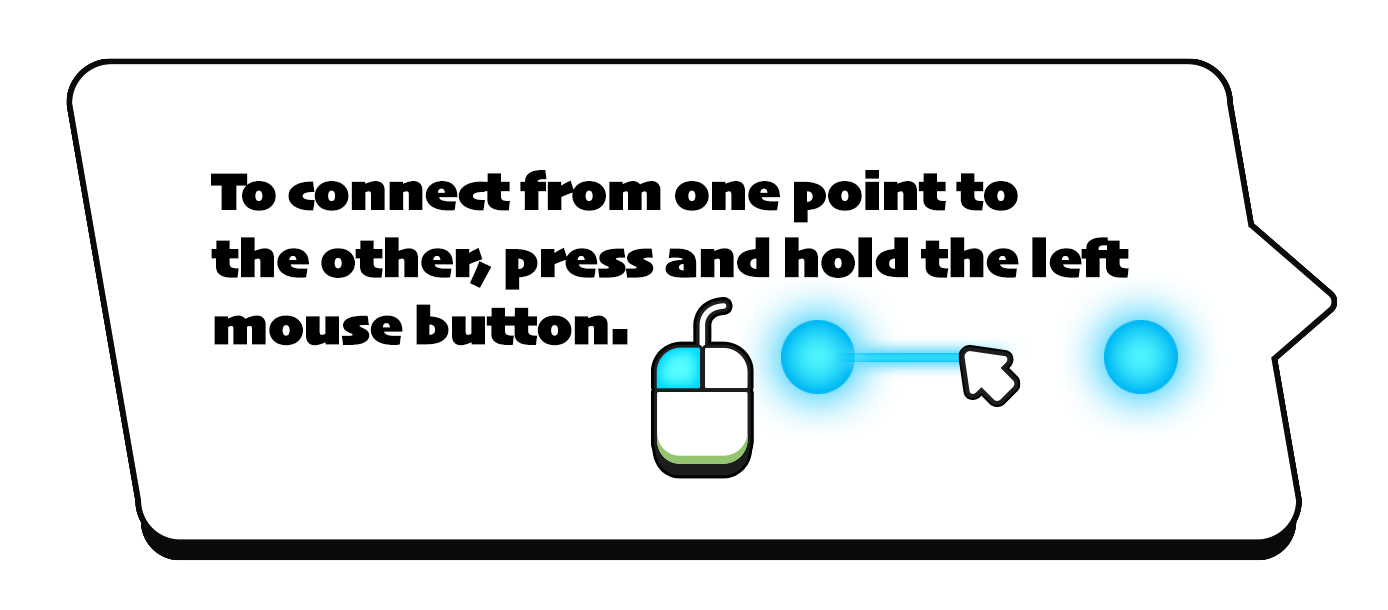 To connect from one point to
the other, press and hold the left
mouse button.